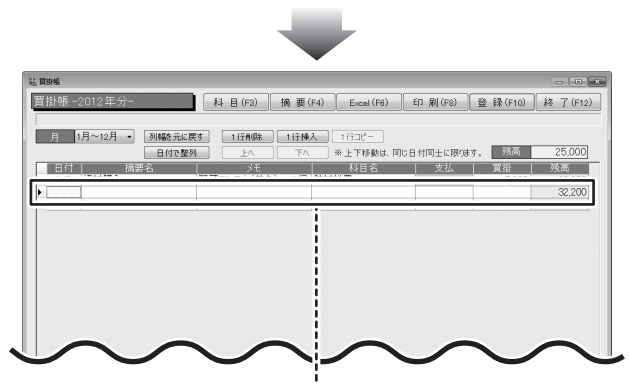 買掛帳
買掛帳 -2012年分-
科 目(F3) 摘 要(F4) Excel(F6) 印 刷(F8) 登 録(F10) 終 了(F12)
月 1月～12月 列幅を元に戻す 1行削除 1行挿入 1行コピー
日付で整列 上へ 下へ ※上下移動は、同じ日付同士に限ります。 残高 25,000
日付 摘要名 メモ 科目名 支払 買掛 残高
32,200